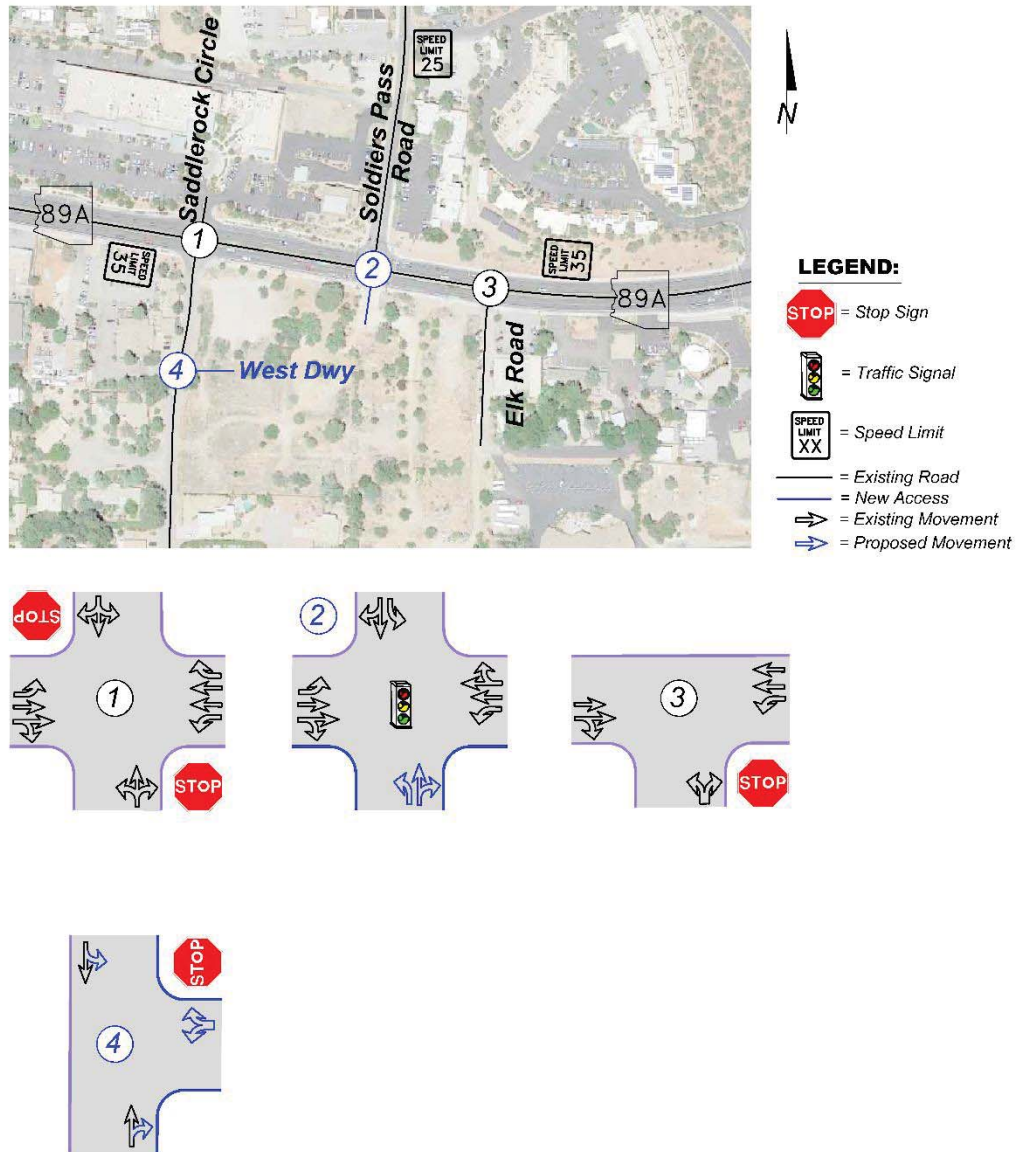 Saddlerock Circle
Soldiers Pass
Road
SPEED
LIMIT
25
N
89A
1
SPEED
LIMIT
35
2
SPEED
LIMIT
35
3
89A
Elk Road
4
West Dwy
LEGEND:
STOP = Stop Sign
= Traffic Signal
SPEED
LIMIT
XX
= Speed Limit
= Existing Road
= New Access
= Existing Movement
= Proposed Movement
STOP
1
STOP
2
3
STOP
STOP
4